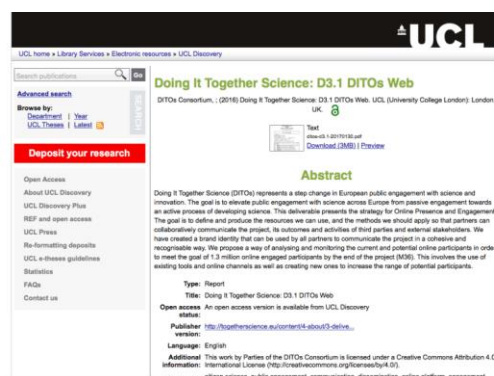 UCL
UCL home » Library Services » Electronic resources » UCL Discovery
Search publications
Go
Advanced search
Browse by:
Department | Year
UCL Theses | Latest
SEARCH
Deposit your research
Open Access
About UCL Discovery
UCL Discovery Plus
REF and open access
UCL Press
Re-formatting deposits
UCL e-theses guidelines
Statistics
FAQs
Contact us
Doing It Together Science: D3.1 DITOs Web
DITOs Consortium, ; (2016) Doing It Together Science: D3.1 DITOs Web. UCL (University College London): London,
UK.
Text
Download (3MB) | Preview
Abstract
Doing It Together Science (DITOs) represents a step change in European public engagement with science and
innovation. The goal is to elevate public engagement with science across Europe from passive engagement towards
an active process of developing science. This deliverable presents the strategy for Online Presence and Engagement.
The goal is to define and produce the resources we can use, and the methods we should apply so that partners can
collaboratively communicate the project, its outcomes and activities of third parties and external stakeholders. We
have created a brand identity that can be used by all partners to communicate the project in a cohesive and
recognisable way. We propose a way of analysing and monitoring the current and potential online participants in order
to meet the goal of 1.3 million online engaged participants by the end of the project (M36). This involves the use of
existing tools and online channels as well as creating new ones to increase the range of potential participants.
Type: Report
Title: Doing It Together Science: D3.1 DITOs Web
Open access status: An open access version is available from UCL Discovery
Publisher version: http://togetherscience.eu/content/4-about/3-delive...
Language: English
Additional information: This work by Parties of the DITOs Consortium is licensed under a Creative Commons Attribution 4.0
International License (http://creativecommons.org/licenses/by/4.0/).